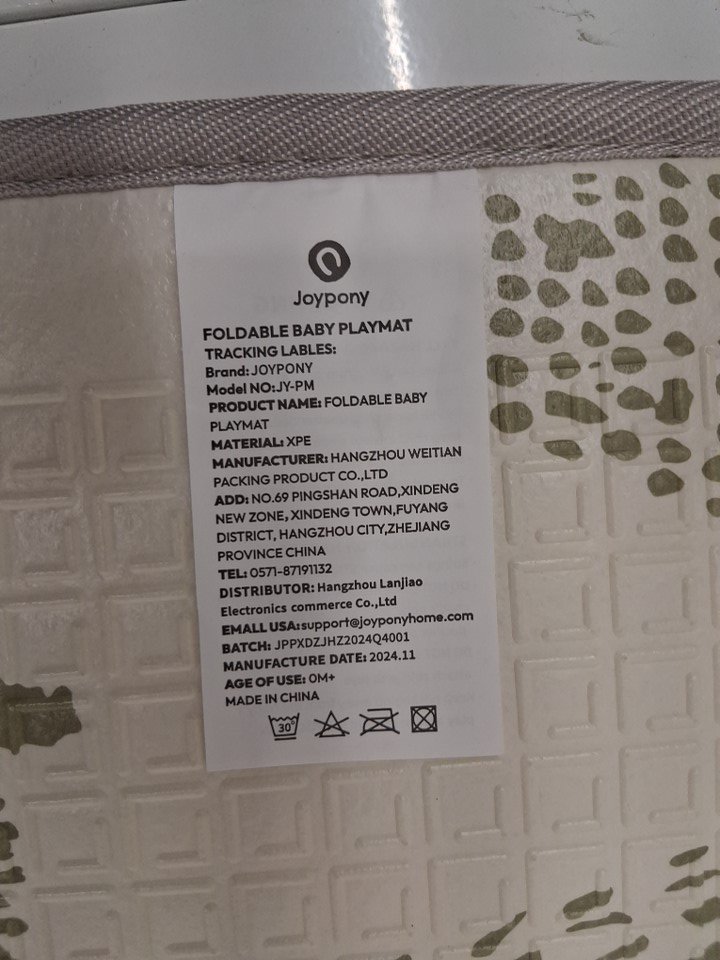 Joypony
FOLDABLE BABY PLAYMAT
TRACKING LABLES:
Brand: JOYPONY
Model NO:JY-PM
PRODUCT NAME: FOLDABLE BABY
PLAYMAT
MATERIAL: XPE
MANUFACTURER: HANGZHOU WEITIAN
PACKING PRODUCT CO.,LTD
ADD: NO.69 PINGSHAN ROAD,XINDENG
NEW ZONE, XINDENG TOWN,FUYANG
DISTRICT, HANGZHOU CITY,ZHEJIANG
PROVINCE CHINA
TEL: 0571-87191132
DISTRIBUTOR: Hangzhou Lanjiao
Electronics commerce Co.,Ltd
EMALL USA:support@joyponyhome.com
BATCH: JPPXDZJHZ2024Q4001
MANUFACTURE DATE: 2024.11
AGE OF USE: 0M+
MADE IN CHINA
30°